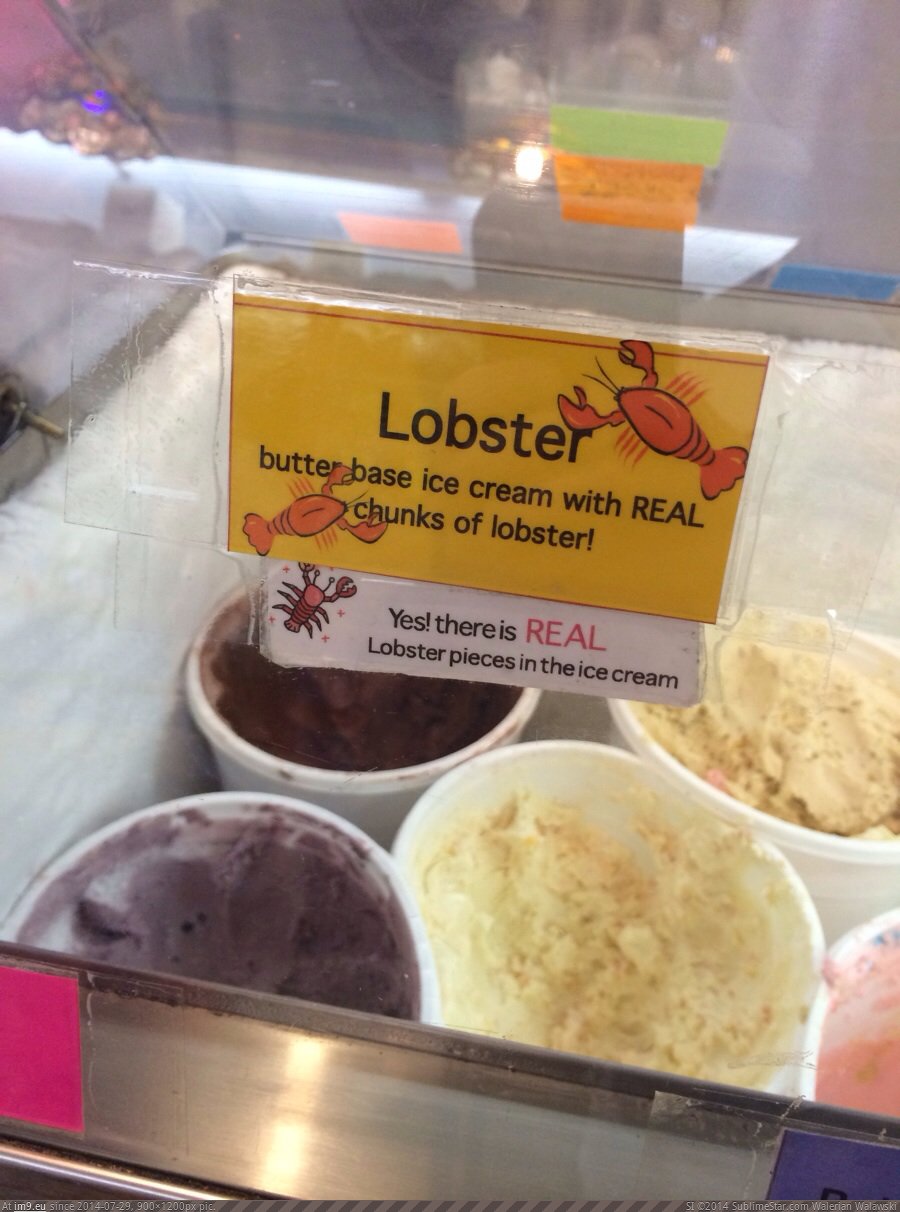 Lobster
butter base ice cream with REAL
chunks of lobster!
Yes! there is REAL
Lobster pieces in the ice cream
At im9.eu since 2014-07-29, 900×1200px pic.
SI ©2014 SublimeStar.com Walerian Walawski